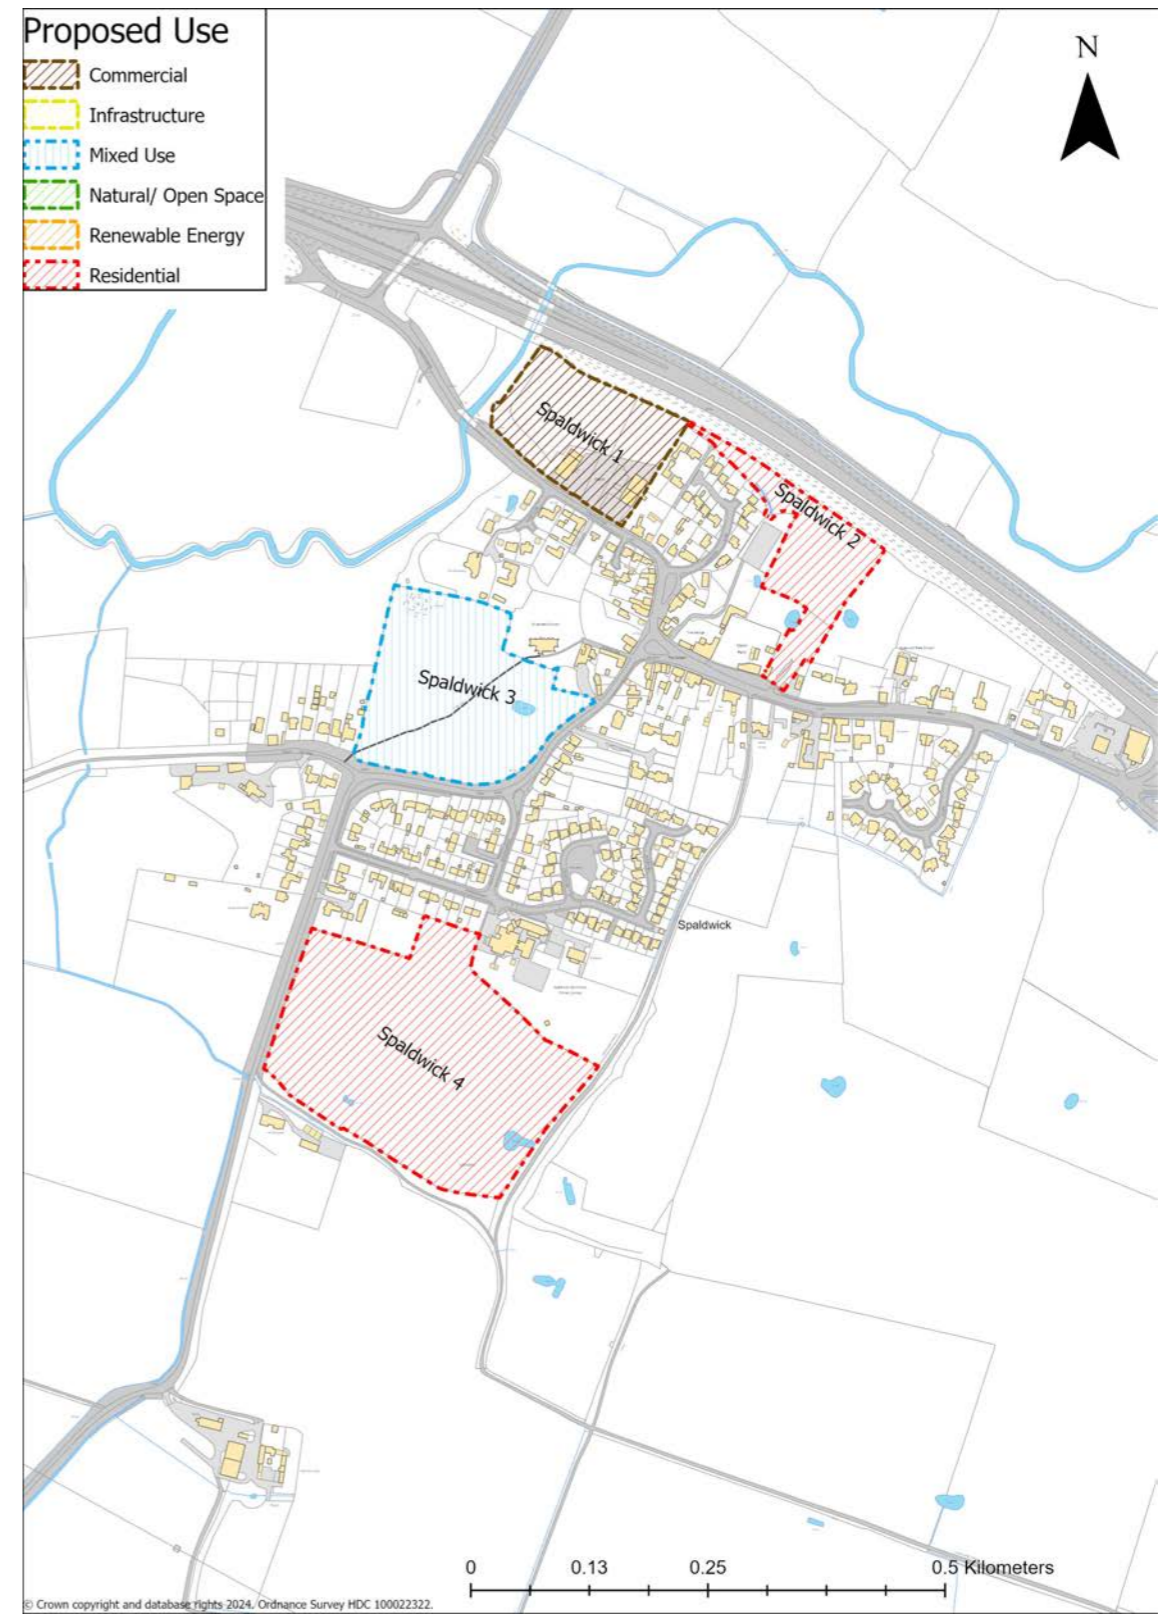 Proposed Use
Commercial
Infrastructure
Mixed Use
Natural/ Open Space
Renewable Energy
Residential
N
Spaldwick 1
Spaldwick 2
Spaldwick 3
Spaldwick
Spaldwick 4
0 0.13 0.25 0.5 Kilometers
© Crown copyright and database rights 2024. Ordnance Survey HDC 100022322.